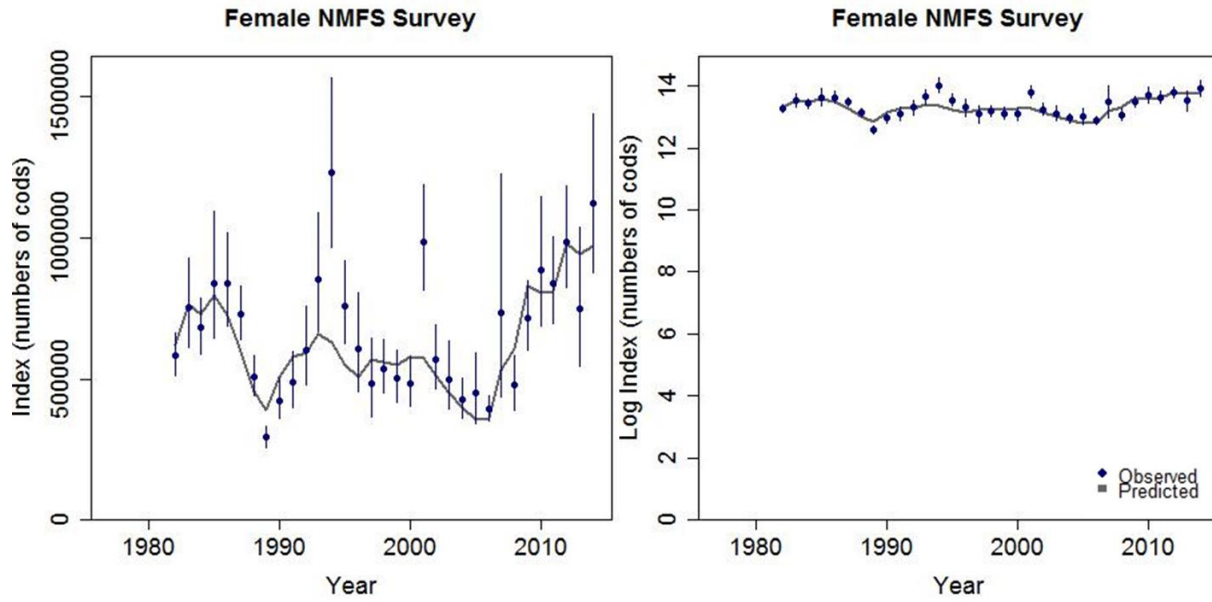 Female NMFS Survey
Index (numbers of cods)
1500000
1000000
500000
0
1980 1990 2000 2010
Year
Female NMFS Survey
Log Index (numbers of cods)
14
12
10
8
6
4
2
0
Observed
Predicted
1980 1990 2000 2010
Year